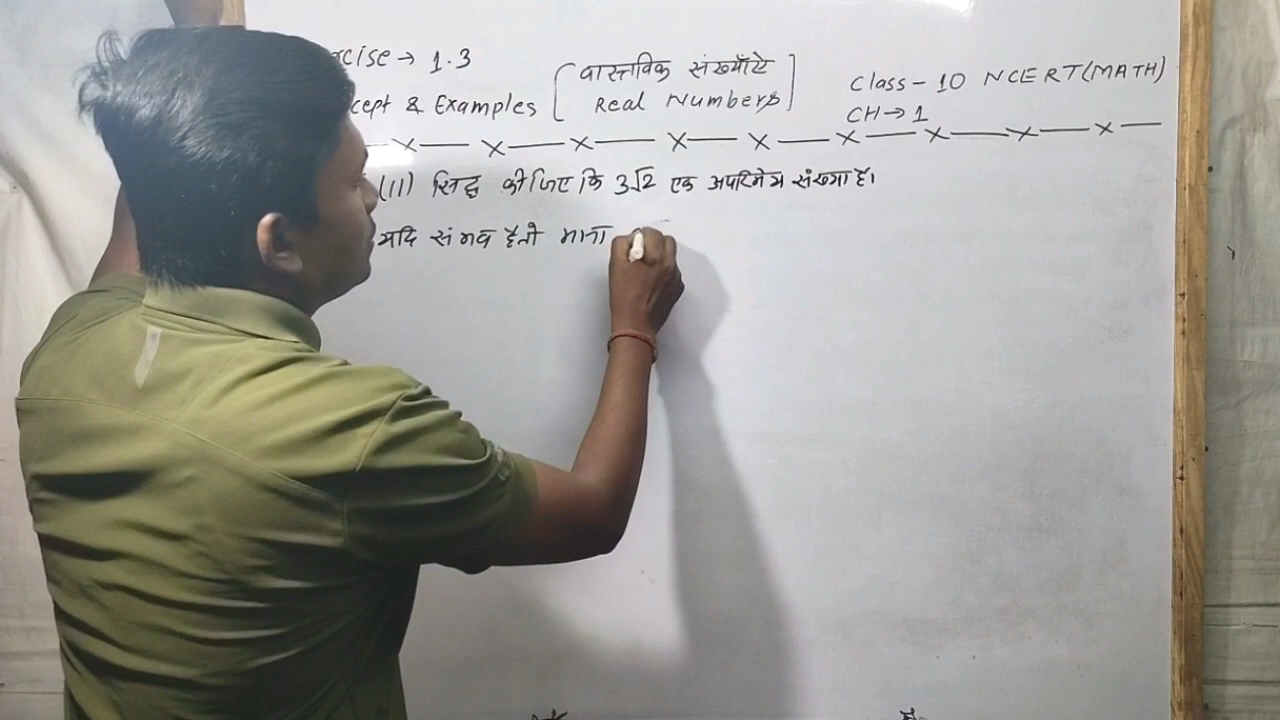 rcise → 1.3
cept & Examples
[वास्तविक संख्याँऐ
Real Numbers]
Class - 10 NCERT (MATH)
CH → 1
(11) सिद्ध कीजिए कि 3√2 एक अपरिमेय संख्या है।
यदि संभव हैतो माना